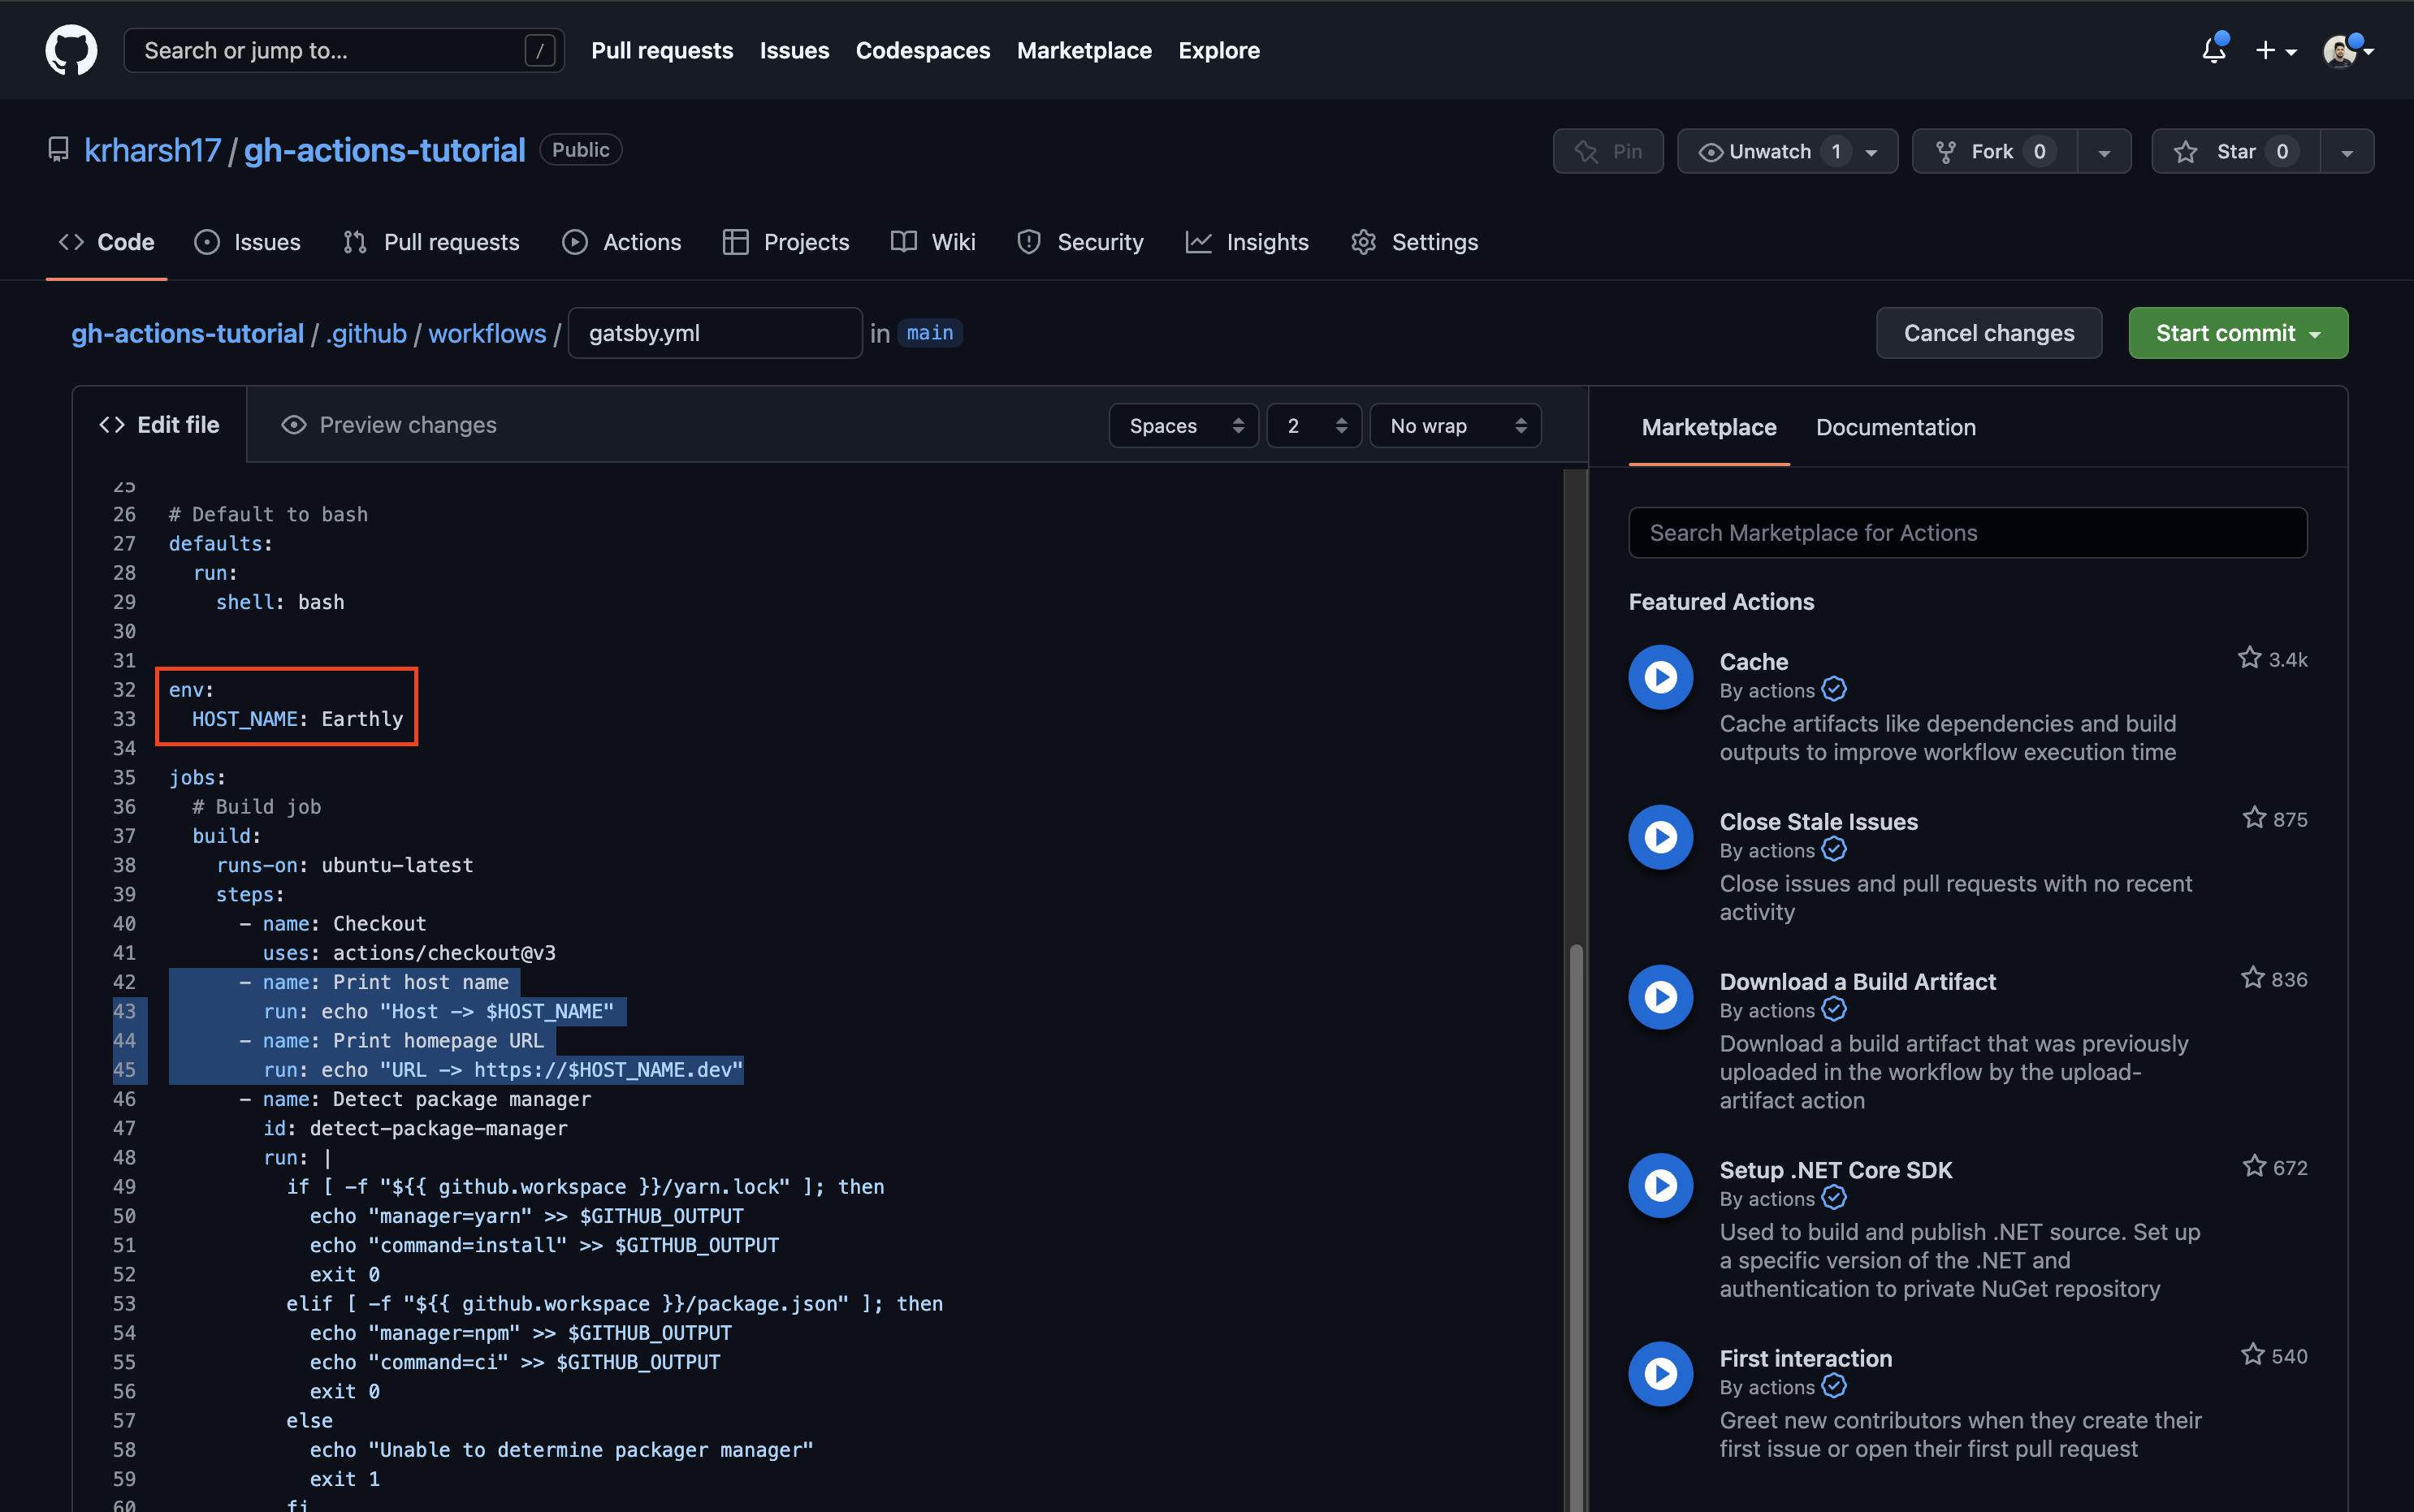 Search or jump to...
/
Pull requests
Issues
Codespaces
Marketplace
Explore
krharsh17 / gh-actions-tutorial
Public
Pin
Unwatch 1
Fork 0
Star 0
Code
Issues
Pull requests
Actions
Projects
Wiki
Security
Insights
Settings
gh-actions-tutorial / .github / workflows / gatsby.yml in main
Cancel changes
Start commit
Edit file
Preview changes
Spaces
2
No wrap
25
26 # Default to bash
27 defaults:
28   run:
29     shell: bash
30
31
32 env:
33   HOST_NAME: Earthly
34
35 jobs:
36   # Build job
37   build:
38     runs-on: ubuntu-latest
39     steps:
40       - name: Checkout
41         uses: actions/checkout@v3
42       - name: Print host name
43         run: echo "Host -> $HOST_NAME"
44       - name: Print homepage URL
45         run: echo "URL -> https://$HOST_NAME.dev"
46       - name: Detect package manager
47         id: detect-package-manager
48         run: |
49           if [ -f "${{ github.workspace }}/yarn.lock" ]; then
50             echo "manager=yarn" >> $GITHUB_OUTPUT
51             echo "command=install" >> $GITHUB_OUTPUT
52             exit 0
53           elif [ -f "${{ github.workspace }}/package.json" ]; then
54             echo "manager=npm" >> $GITHUB_OUTPUT
55             echo "command=ci" >> $GITHUB_OUTPUT
56             exit 0
57           else
58             echo "Unable to determine packager manager"
59             exit 1
60           fi
Marketplace
Documentation
Search Marketplace for Actions
Featured Actions
Cache
3.4k
By actions
Cache artifacts like dependencies and build
outputs to improve workflow execution time
Close Stale Issues
875
By actions
Close issues and pull requests with no recent
activity
Download a Build Artifact
836
By actions
Download a build artifact that was previously
uploaded in the workflow by the upload-
artifact action
Setup .NET Core SDK
672
By actions
Used to build and publish .NET source. Set up
a specific version of the .NET and
authentication to private NuGet repository
First interaction
540
By actions
Greet new contributors when they create their
first issue or open their first pull request